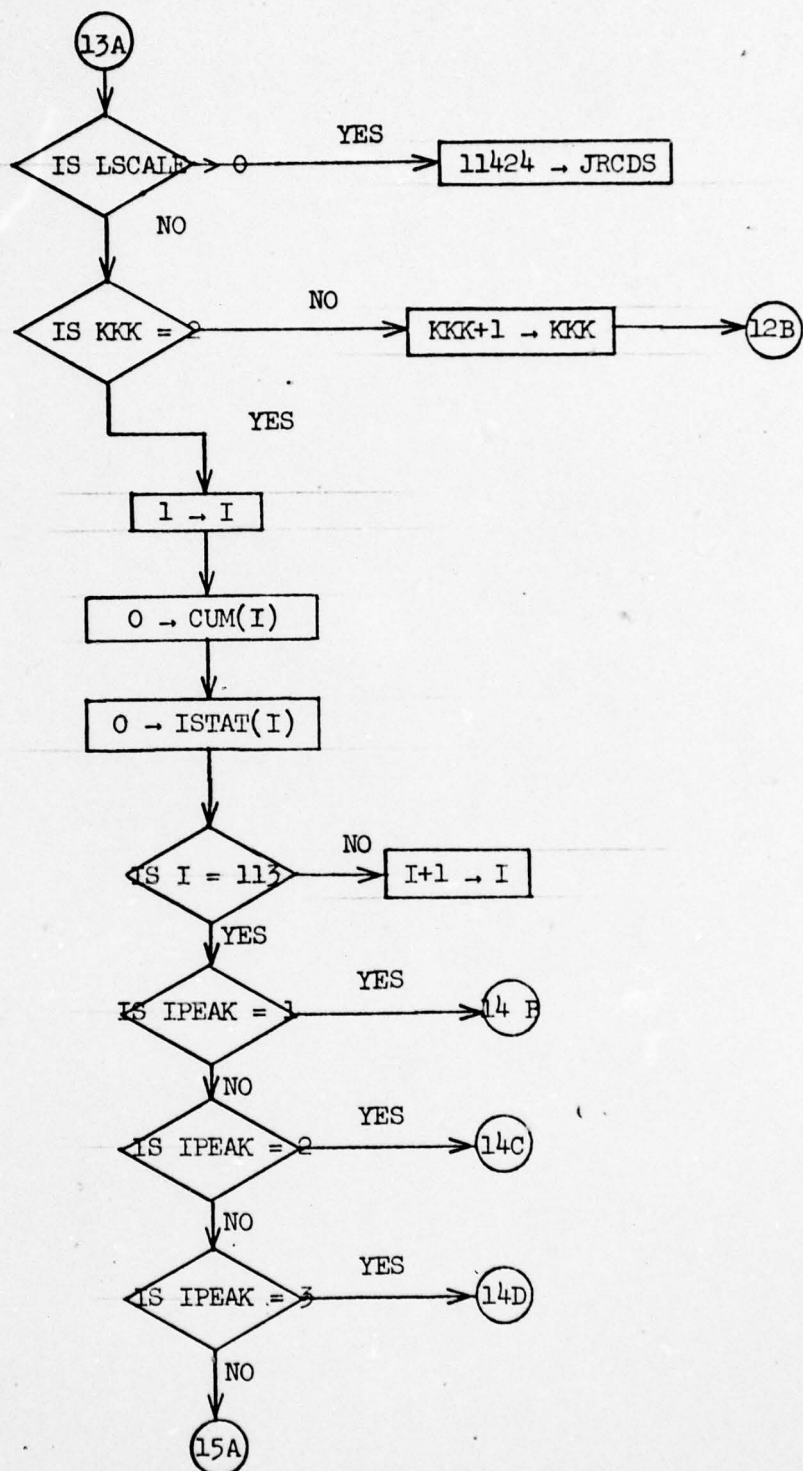 13A
YES
IS LSCALE > 0
11424 → JRCDS
NO
NO
IS KKK = 2
KKK+1 → KKK
12B
YES
1 → I
0 → CUM(I)
0 → ISTAT(I)
NO
IS I = 113
I+1 → I
YES
YES
IS IPEAK = 1
14 B
NO
YES
IS IPEAK = 2
14C
NO
YES
IS IPEAK = 3
14D
NO
15A